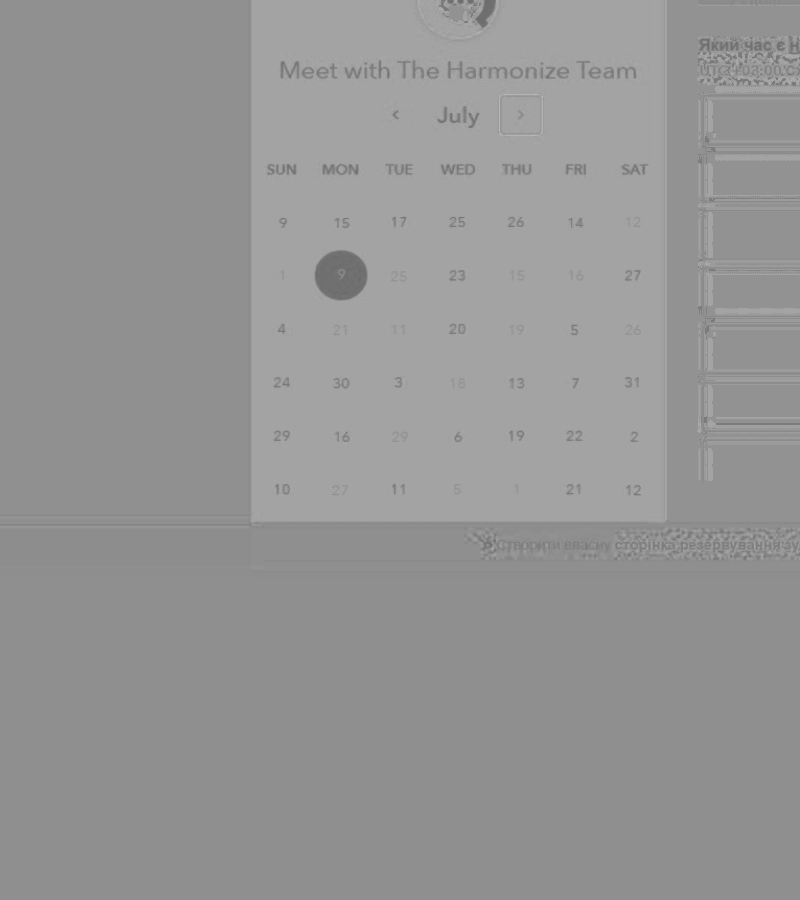 Meet with The Harmonize Team
‹ July ›
SUN MON TUE WED THU FRI SAT
9 15 17 25 26 14 12
1 9 25 23 15 16 27
4 21 11 20 19 5 26
24 30 3 18 13 7 31
29 16 29 6 19 22 2
10 27 11 5 1 21 12
Який час є
UTC+03:00
Створити власну сторінка резервування